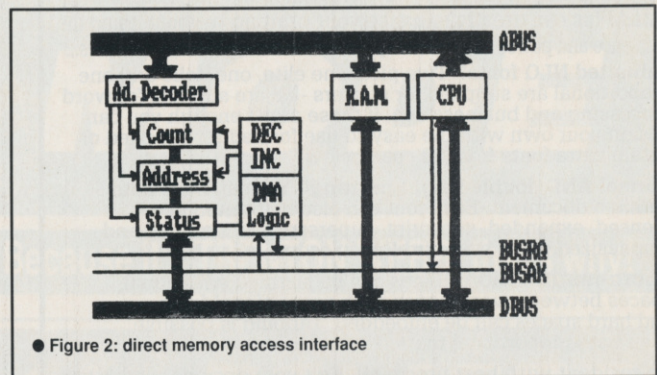 ABUS
Ad. Decoder
R.A.M.
CPU
Count
DEC
INC
Address
DMA
Logic
Status
BUSRQ
BUSAK
DBUS
● Figure 2: direct memory access interface